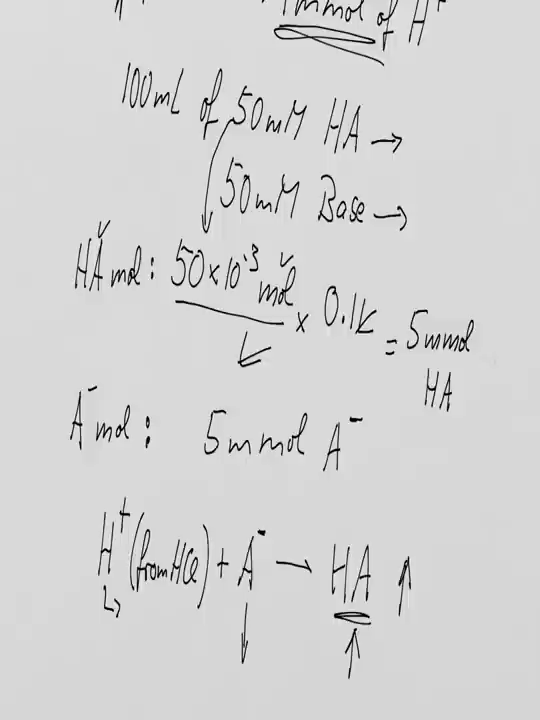 1mmol of H⁺
100mL of 50mM HA →
50mM Base →
HA mol: 50×10⁻³ mol/L × 0.1L = 5mmol HA
A⁻ mol: 5mmol A⁻
H⁺ (from HCl) + A⁻ → HA ↑